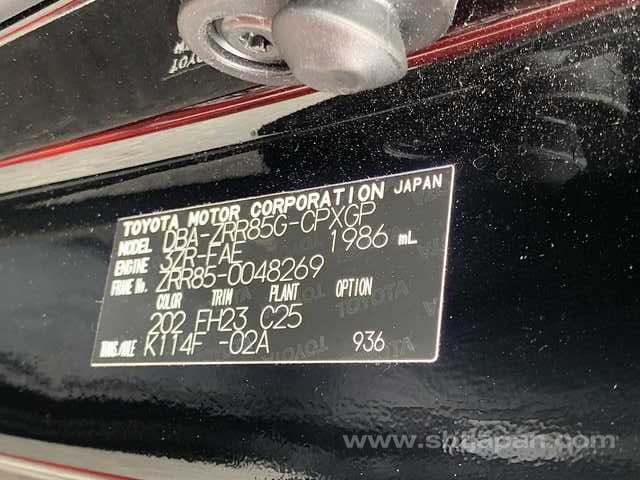 TOYOTA MOTOR CORPORATION JAPAN
MODEL DBA-ZRR85G-CPXGP
ENGINE 3ZR-FAE 1986 mL
FRAME No. ZRR85-0048269
COLOR TRIM PLANT OPTION
202 FH23 C25
TRANS./AXLE K114F -02A 936
www.sbtjapan.com